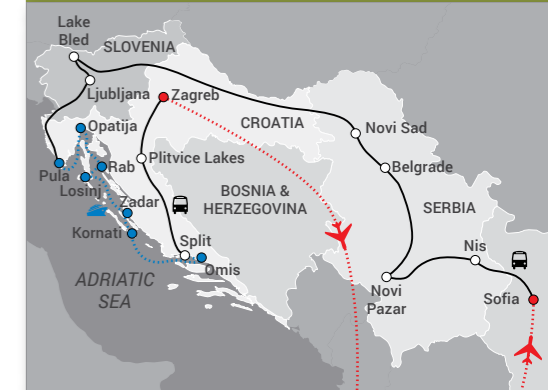 Lake
Bled
SLOVENIA
Ljubljana
Zagreb
Opatija
CROATIA
Novi Sad
Plitvice Lakes
Belgrade
Pula
Rab
Losinj
BOSNIA &
HERZEGOVINA
Zadar
SERBIA
Kornati
Split
Nis
Omis
ADRIATIC
SEA
Novi
Pazar
Sofia